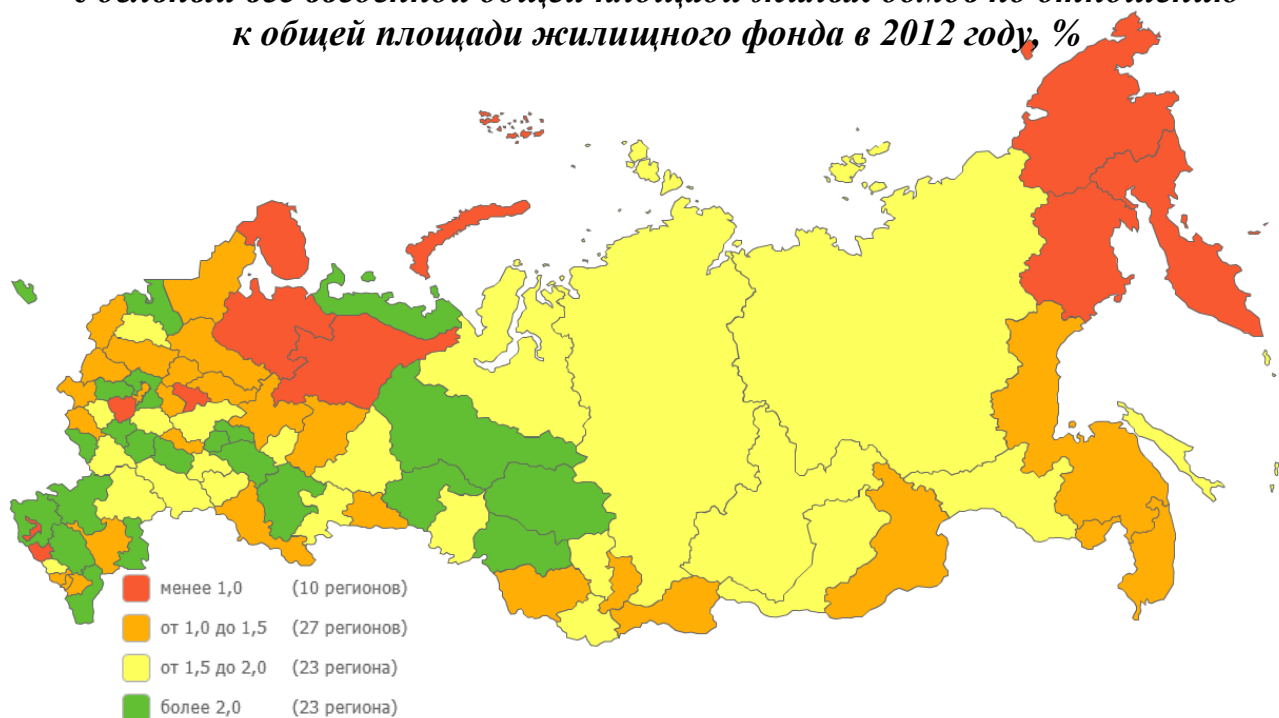 к общей площади жилищного фонда в 2012 году, %
менее 1,0 (10 регионов)
от 1,0 до 1,5 (27 регионов)
от 1,5 до 2,0 (23 региона)
более 2,0 (23 региона)